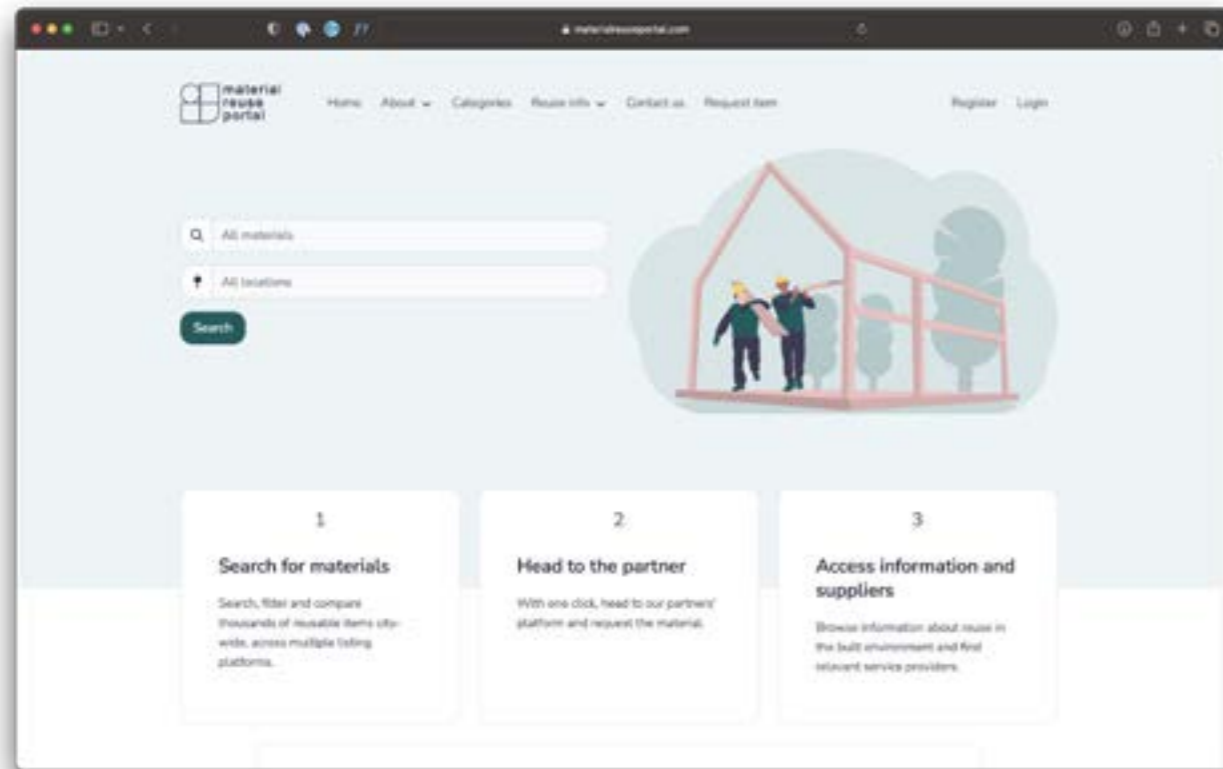 materialreuseportal.com
material
reuse
portal
Home About Categories Reuse info Contact us Request item Register Login
All materials
All locations
Search
1
Search for materials
Search, filter and compare
thousands of reusable items city-
wide, across multiple listing
platforms.
2
Head to the partner
With one click, head to our partners'
platform and request the material.
3
Access information and
suppliers
Browse information about reuse in
the built environment and find
relevant service providers.